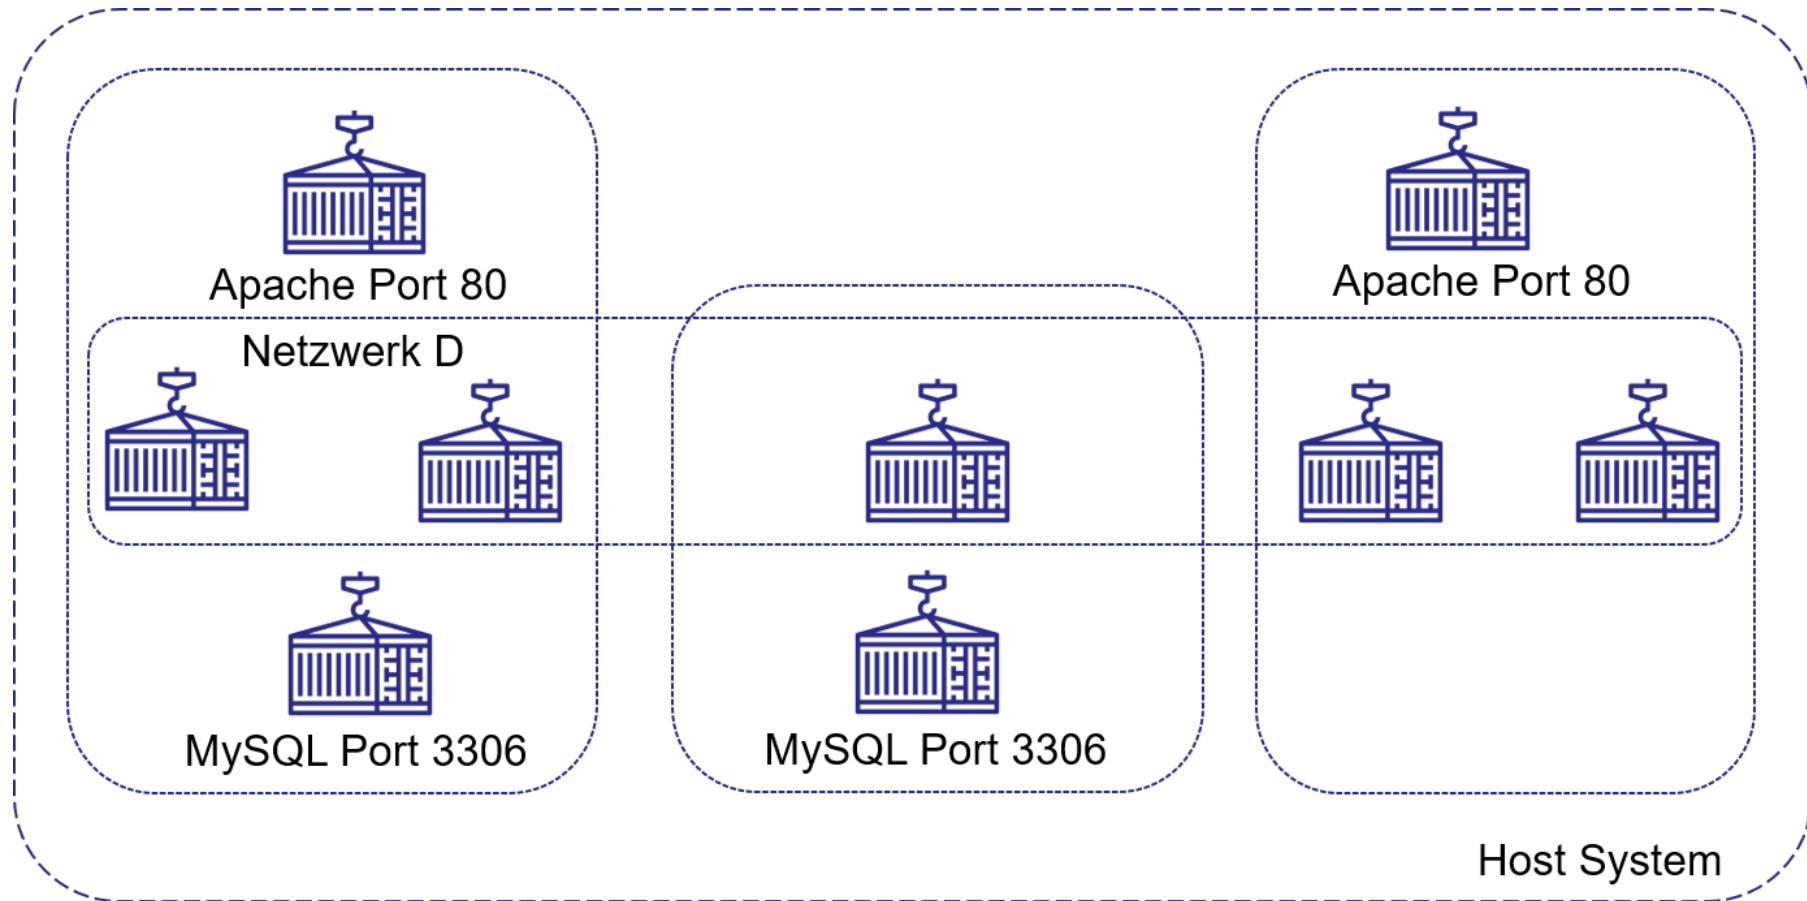 Apache Port 80
Apache Port 80
Netzwerk D
MySQL Port 3306
MySQL Port 3306
Host System